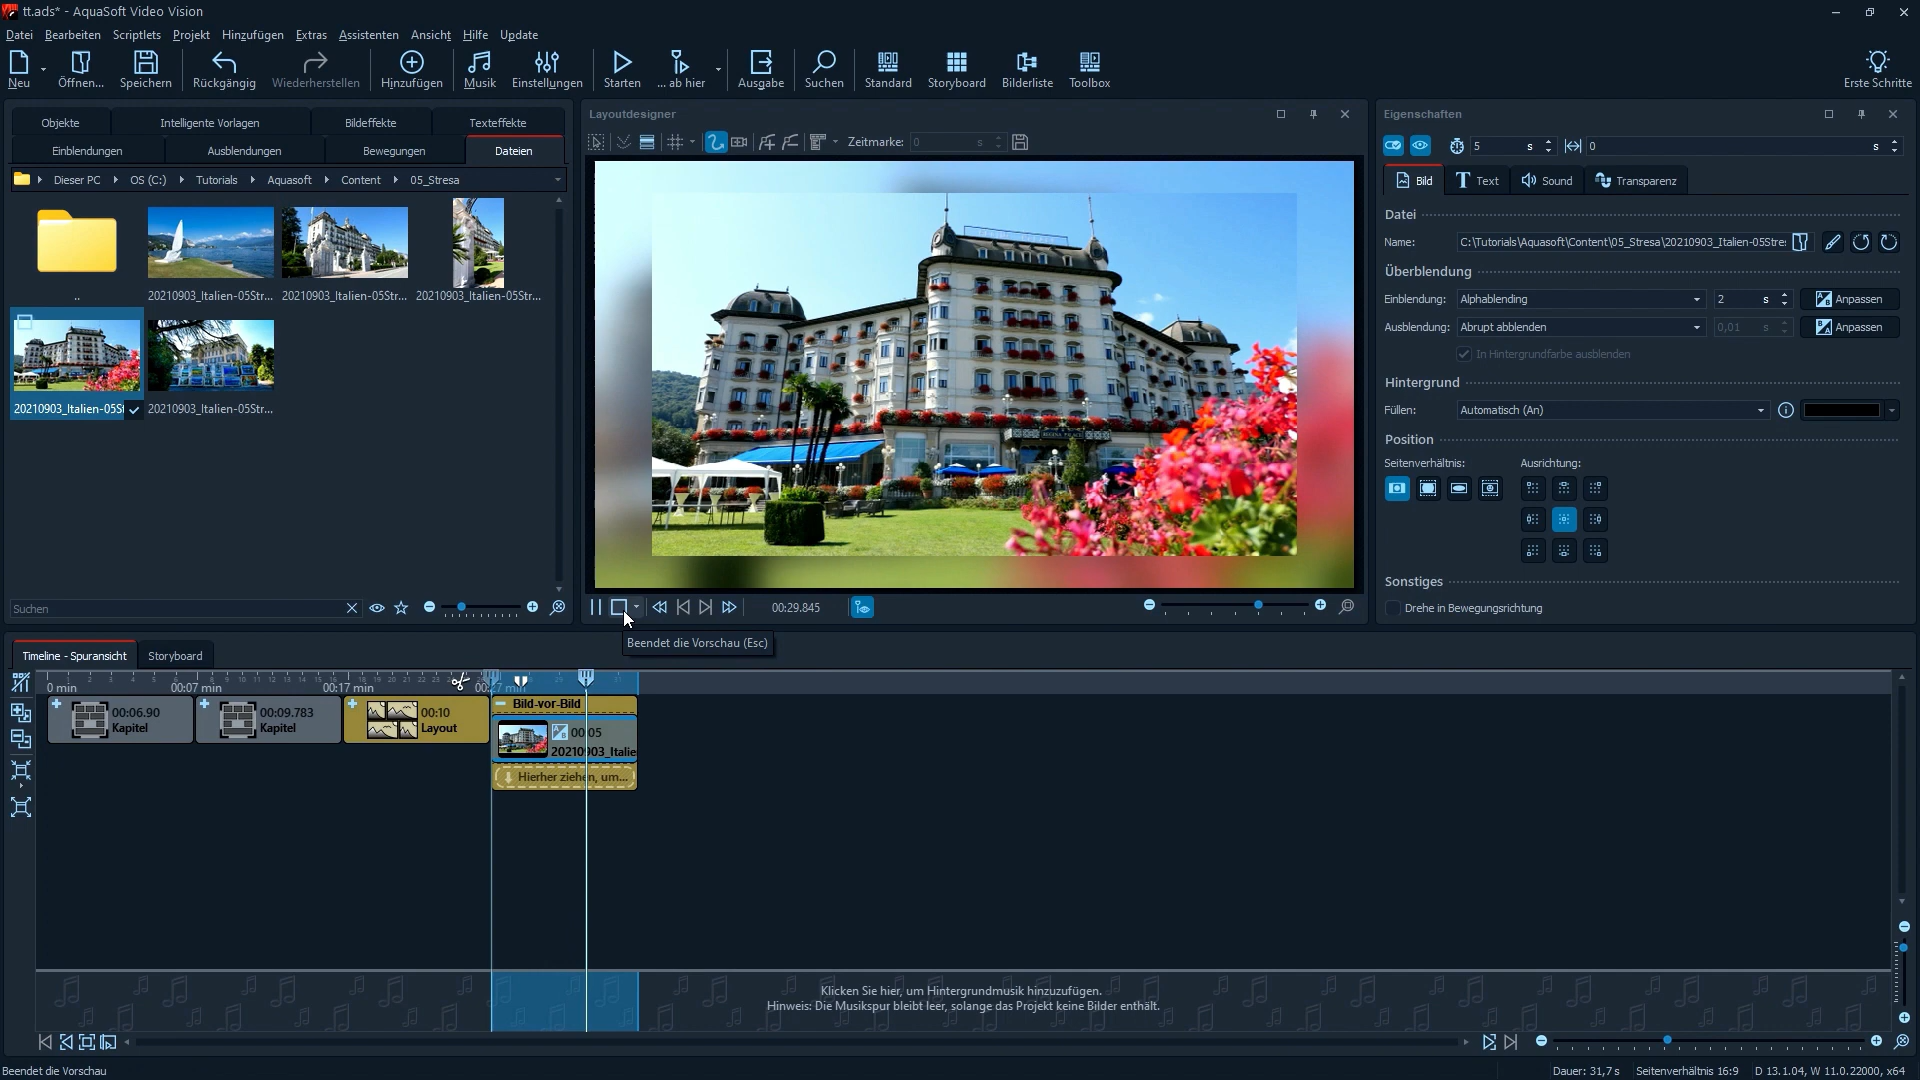 tt.ads* - AquaSoft Video Vision
Datei Bearbeiten Scriptlets Projekt Hinzufügen Extras Assistenten Ansicht Hilfe Update
Neu Öffnen... Speichern Rückgängig Wiederherstellen Hinzufügen Musik Einstellungen Starten ... ab hier Ausgabe Suchen Standard Storyboard Bilderliste Toolbox Erste Schritte
Objekte Intelligente Vorlagen Bildeffekte Texteffekte
Einblendungen Ausblendungen Bewegungen Dateien
Dieser PC OS (C:) Tutorials Aquasoft Content 05_Stresa
..
20210903_Italien-05Str... 20210903_Italien-05Str... 20210903_Italien-05Str...
20210903_Italien-05St 20210903_Italien-05Str...
Suchen
Layoutdesigner
Zeitmarke: 0 s
REGINA PALACE
00:29.845
Beendet die Vorschau (Esc)
Eigenschaften
5 s 0 s
Bild Text Sound Transparenz
Datei
Name: C:\Tutorials\Aquasoft\Content\05_Stresa\20210903_Italien-05Stre:
Überblendung
Einblendung: Alphablending 2 s Anpassen
Ausblendung: Abrupt abblenden 0,01 s Anpassen
In Hintergrundfarbe ausblenden
Hintergrund
Füllen: Automatisch (An)
Position
Seitenverhältnis: Ausrichtung:
Sonstiges
Drehe in Bewegungsrichtung
Timeline - Spuransicht Storyboard
0 min 00:07 min 00:17 min 00:27 min
00:06.90
Kapitel
00:09.783
Kapitel
00:10
Layout
Bild-vor-Bild
00:05
20210903_Italie
Hierher ziehen, um...
Klicken Sie hier, um Hintergrundmusik hinzuzufügen.
Hinweis: Die Musikspur bleibt leer, solange das Projekt keine Bilder enthält.
Beendet die Vorschau
Dauer: 31,7 s Seitenverhältnis 16:9 D 13.1.04, W 11.0.22000, x64